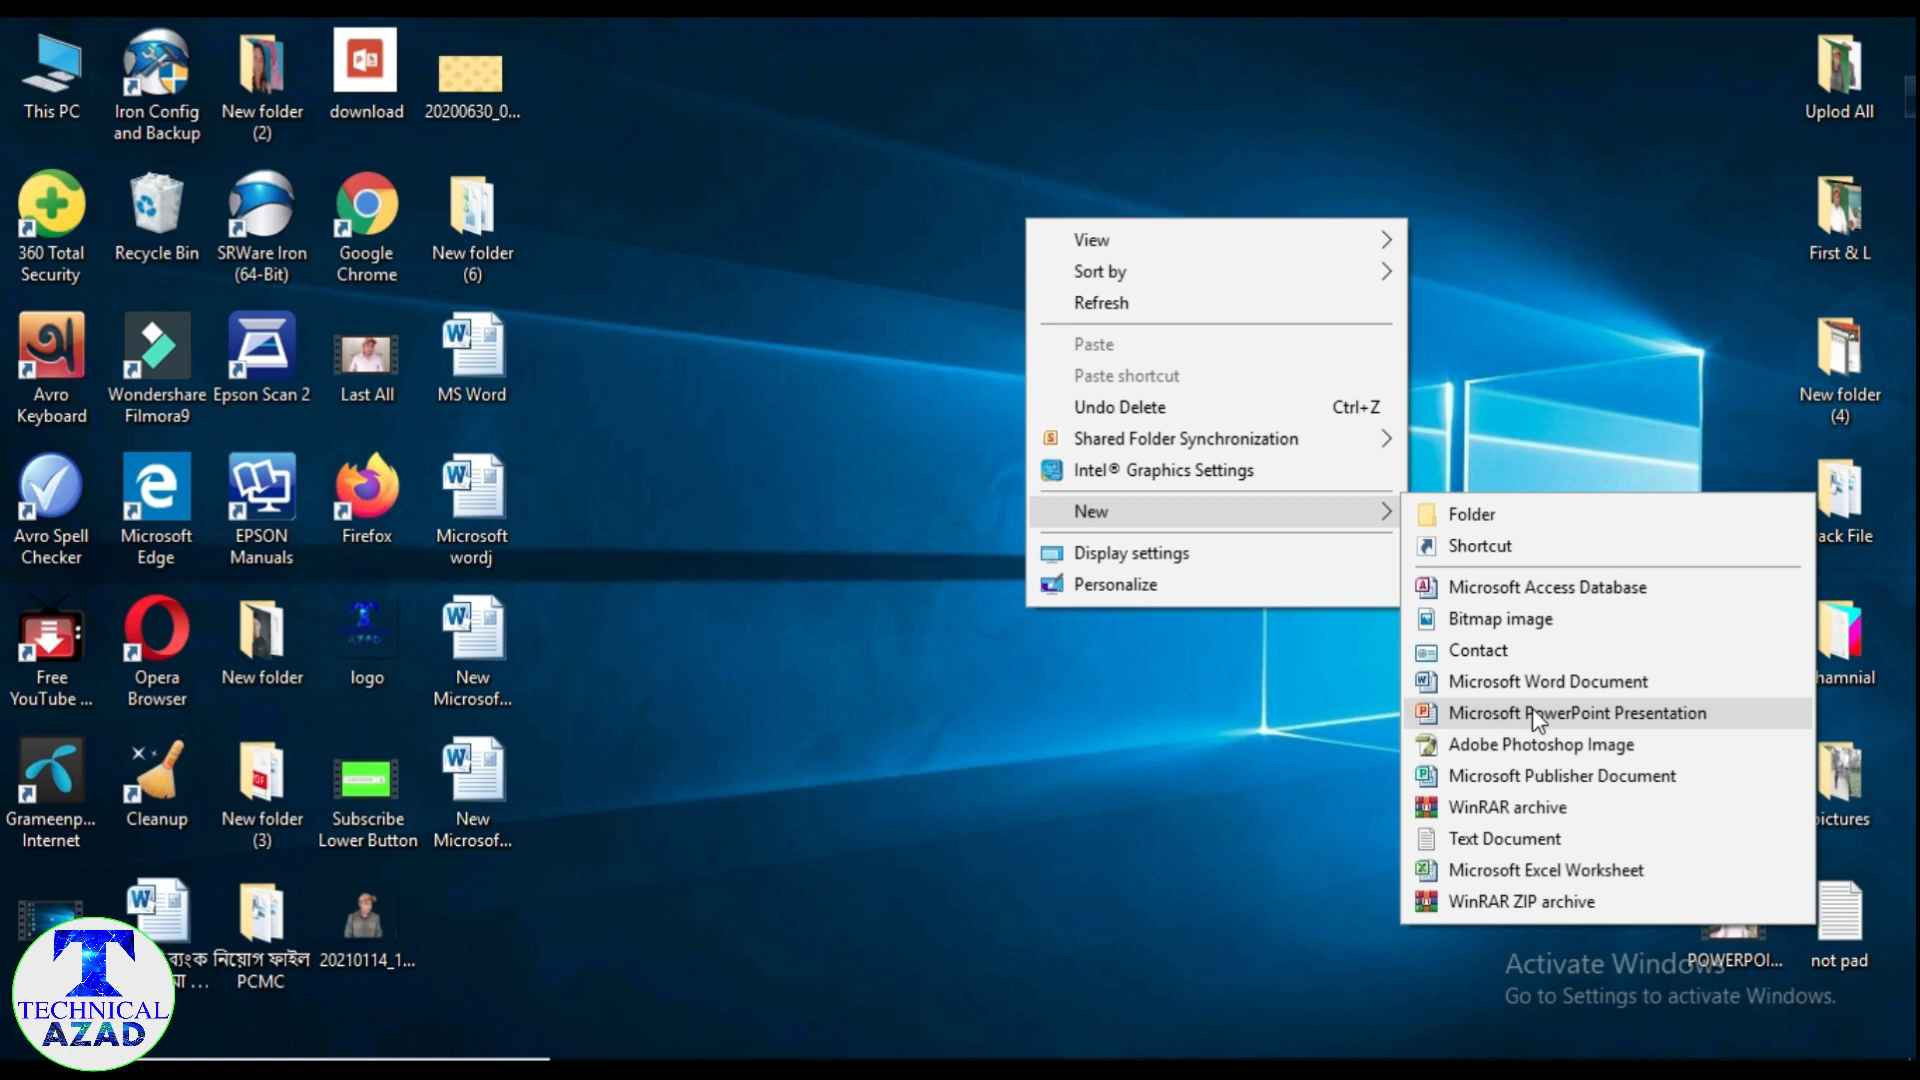 This PC
Iron Config
and Backup
New folder
(2)
download
20200630_0...
Uplod All
360 Total
Security
Recycle Bin
SRWare Iron
(64-Bit)
Google
Chrome
New folder
(6)
First & L
Avro
Keyboard
Wondershare
Filmora9
Epson Scan 2
Last All
MS Word
New folder
(4)
Avro Spell
Checker
Microsoft
Edge
EPSON
Manuals
Firefox
Microsoft
wordj
ack File
Free
YouTube ...
Opera
Browser
New folder
logo
New
Microsof...
hamnial
Grameenp...
Internet
Cleanup
New folder
(3)
Subscribe
Lower Button
New
Microsof...
ictures
নিয়োগ ফাইল
PCMC
20210114_1...
POWERPOI...
not pad
View
Sort by
Refresh
Paste
Paste shortcut
Undo Delete Ctrl+Z
Shared Folder Synchronization
Intel® Graphics Settings
New
Display settings
Personalize
Folder
Shortcut
Microsoft Access Database
Bitmap image
Contact
Microsoft Word Document
Microsoft PowerPoint Presentation
Adobe Photoshop Image
Microsoft Publisher Document
WinRAR archive
Text Document
Microsoft Excel Worksheet
WinRAR ZIP archive
Activate Windows
Go to Settings to activate Windows.
T
TECHNICAL
AZAD